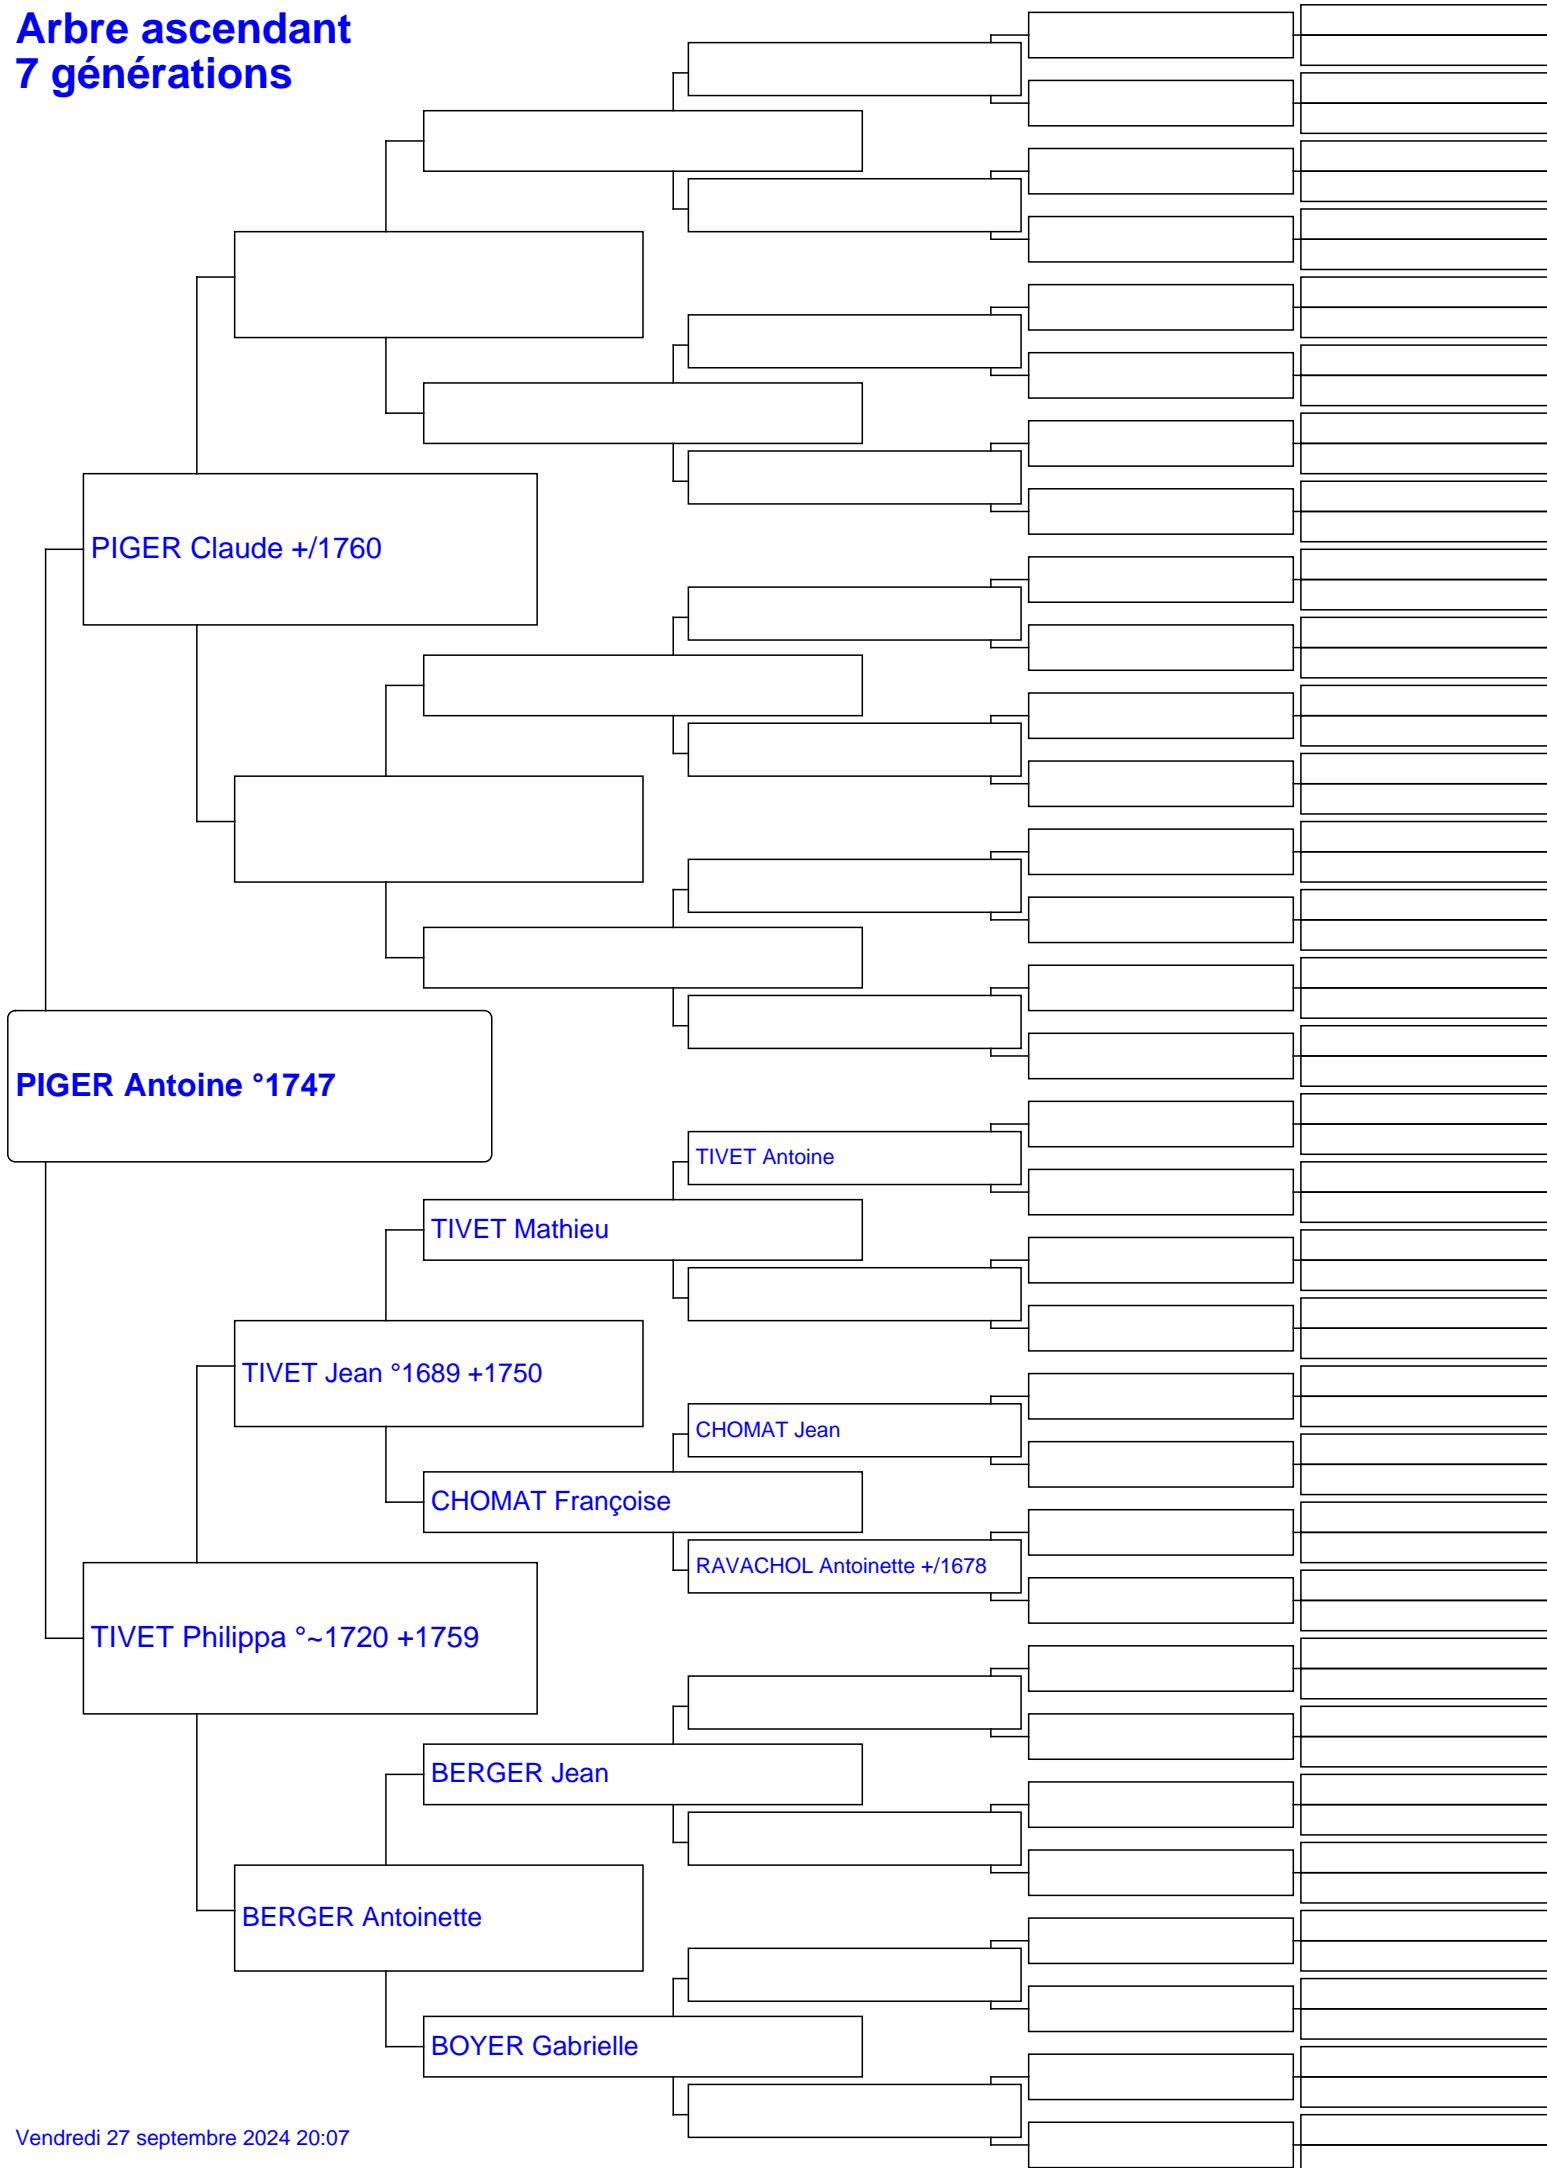 Arbre ascendant
7 générations
PIGER Claude +/1760
PIGER Antoine °1747
TIVET Antoine
TIVET Mathieu
TIVET Jean °1689 +1750
CHOMAT Jean
CHOMAT Françoise
RAVACHOL Antoinette +/1678
TIVET Philippa °~1720 +1759
BERGER Jean
BERGER Antoinette
BOYER Gabrielle
Vendredi 27 septembre 2024 20:07